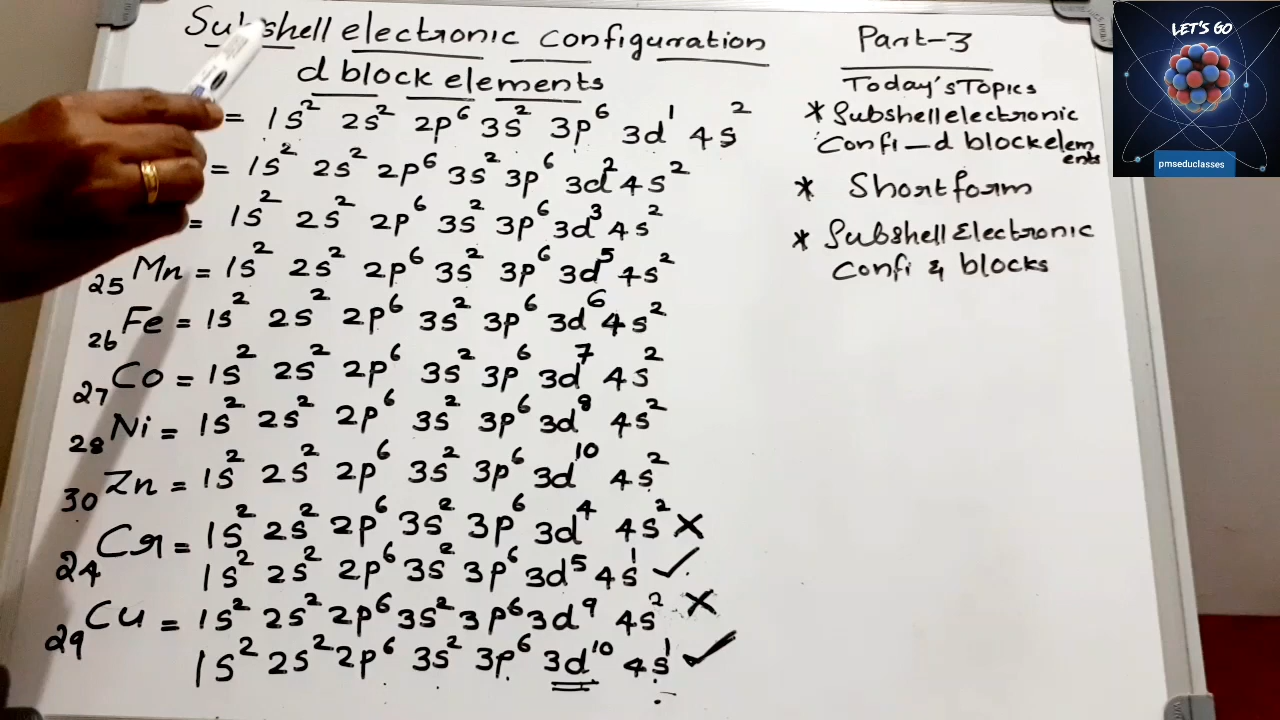 Subshell electronic configuration
d block elements
= 1s² 2s² 2p⁶ 3s² 3p⁶ 3d¹ 4s²
= 1s² 2s² 2p⁶ 3s² 3p⁶ 3d² 4s²
= 1s² 2s² 2p⁶ 3s² 3p⁶ 3d³ 4s²
₂₅Mn = 1s² 2s² 2p⁶ 3s² 3p⁶ 3d⁵ 4s²
₂₆Fe = 1s² 2s² 2p⁶ 3s² 3p⁶ 3d⁶ 4s²
₂₇Co = 1s² 2s² 2p⁶ 3s² 3p⁶ 3d⁷ 4s²
₂₈Ni = 1s² 2s² 2p⁶ 3s² 3p⁶ 3d⁸ 4s²
₃₀Zn = 1s² 2s² 2p⁶ 3s² 3p⁶ 3d¹⁰ 4s²
₂₄Cr = 1s² 2s² 2p⁶ 3s² 3p⁶ 3d⁴ 4s² ✗
1s² 2s² 2p⁶ 3s² 3p⁶ 3d⁵ 4s¹ ✓
₂₉Cu = 1s² 2s² 2p⁶ 3s² 3p⁶ 3d⁹ 4s² ✗
1s² 2s² 2p⁶ 3s² 3p⁶ 3d¹⁰ 4s¹ ✓
Part-3
Today's Topics
* Subshell electronic
Confi – d block elem
ents
* Short form
* Subshell Electronic
Confi & blocks
LET'S GO
pmseduclasses